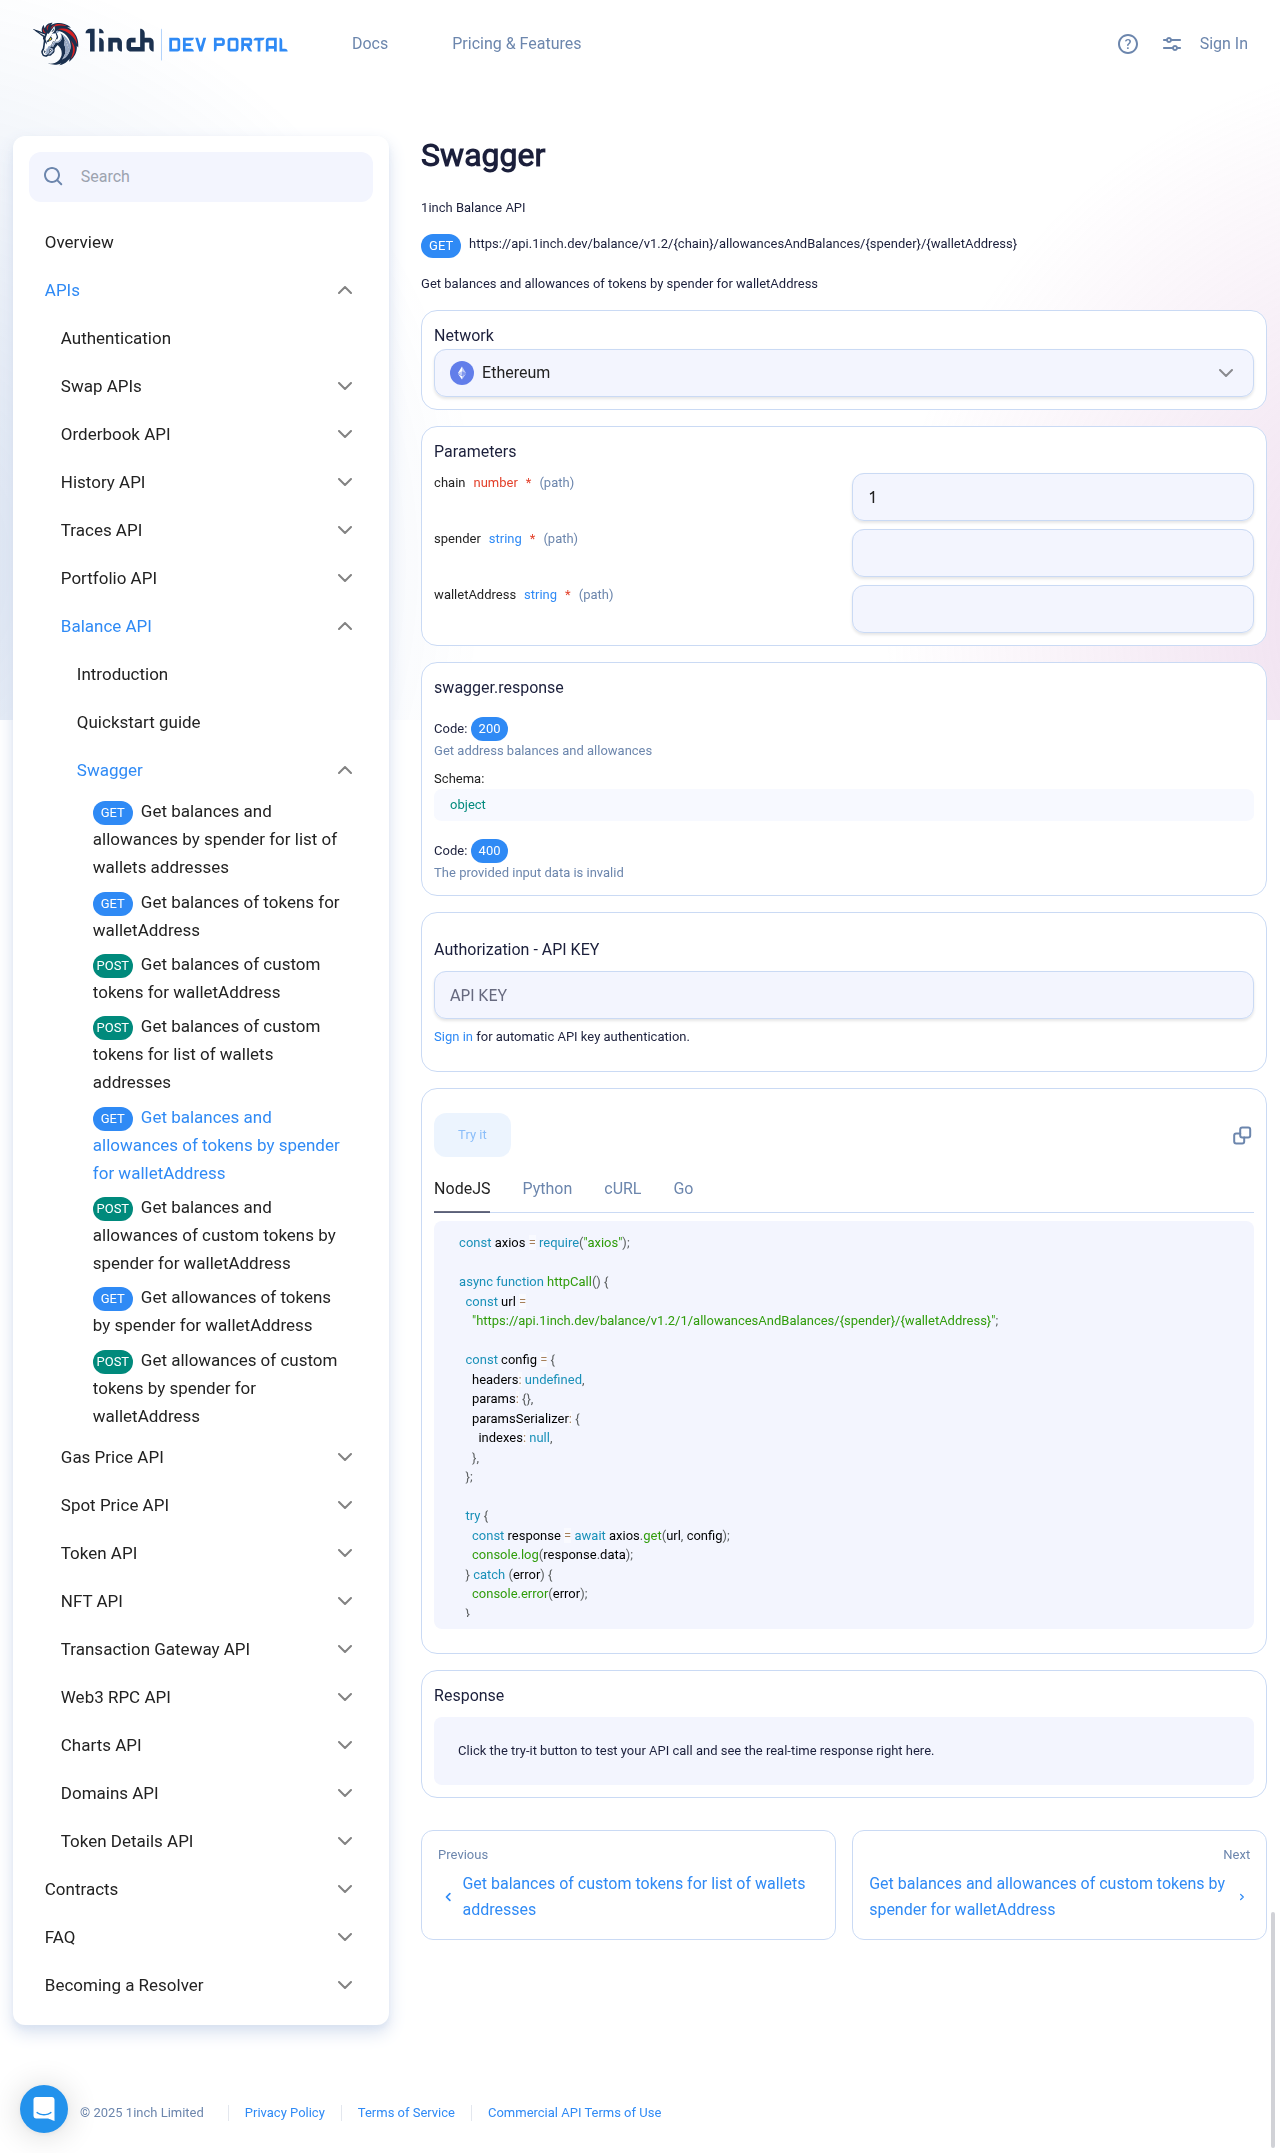 1inch DEV PORTAL
Docs
Pricing & Features
Sign In
Search
Overview
APIs
Authentication
Swap APIs
Orderbook API
History API
Traces API
Portfolio API
Balance API
Introduction
Quickstart guide
Swagger
GET Get balances and
allowances by spender for list of
wallets addresses
GET Get balances of tokens for
walletAddress
POST Get balances of custom
tokens for walletAddress
POST Get balances of custom
tokens for list of wallets
addresses
GET Get balances and
allowances of tokens by spender
for walletAddress
POST Get balances and
allowances of custom tokens by
spender for walletAddress
GET Get allowances of tokens
by spender for walletAddress
POST Get allowances of custom
tokens by spender for
walletAddress
Gas Price API
Spot Price API
Token API
NFT API
Transaction Gateway API
Web3 RPC API
Charts API
Domains API
Token Details API
Contracts
FAQ
Becoming a Resolver
Swagger
1inch Balance API
GET https://api.1inch.dev/balance/v1.2/{chain}/allowancesAndBalances/{spender}/{walletAddress}
Get balances and allowances of tokens by spender for walletAddress
Network
Ethereum
Parameters
chain number * (path)
1
spender string * (path)
walletAddress string * (path)
swagger.response
Code: 200
Get address balances and allowances
Schema:
object
Code: 400
The provided input data is invalid
Authorization - API KEY
API KEY
Sign in for automatic API key authentication.
Try it
NodeJS Python cURL Go
const axios = require("axios");
async function httpCall() {
const url =
"https://api.1inch.dev/balance/v1.2/1/allowancesAndBalances/{spender}/{walletAddress}";
const config = {
headers: undefined,
params: {},
paramsSerializer: {
indexes: null,
},
};
try {
const response = await axios.get(url, config);
console.log(response.data);
} catch (error) {
console.error(error);
}
Response
Click the try-it button to test your API call and see the real-time response right here.
Previous
Get balances of custom tokens for list of wallets
addresses
Next
Get balances and allowances of custom tokens by
spender for walletAddress
© 2025 1inch Limited
Privacy Policy
Terms of Service
Commercial API Terms of Use